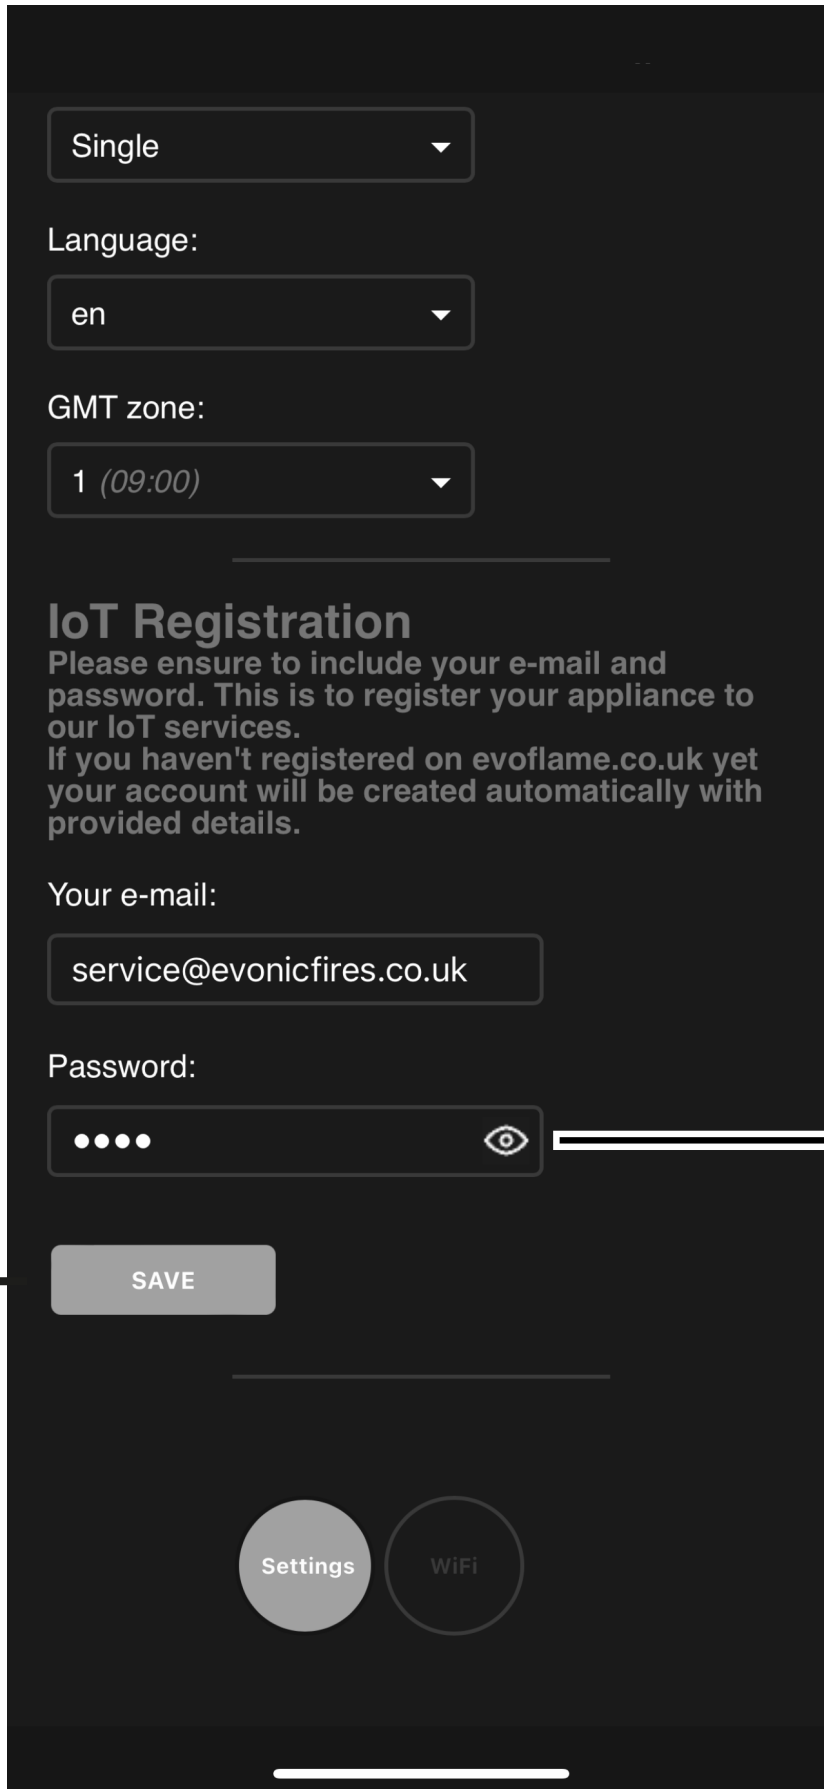 Single
Language:
en
GMT zone:
1 (09:00)
IoT Registration
Please ensure to include your e-mail and
password. This is to register your appliance to
our IoT services.
If you haven't registered on evoflame.co.uk yet
your account will be created automatically with
provided details.
Your e-mail:
service@evonicfires.co.uk
Password:
••••
SAVE
Settings
WiFi